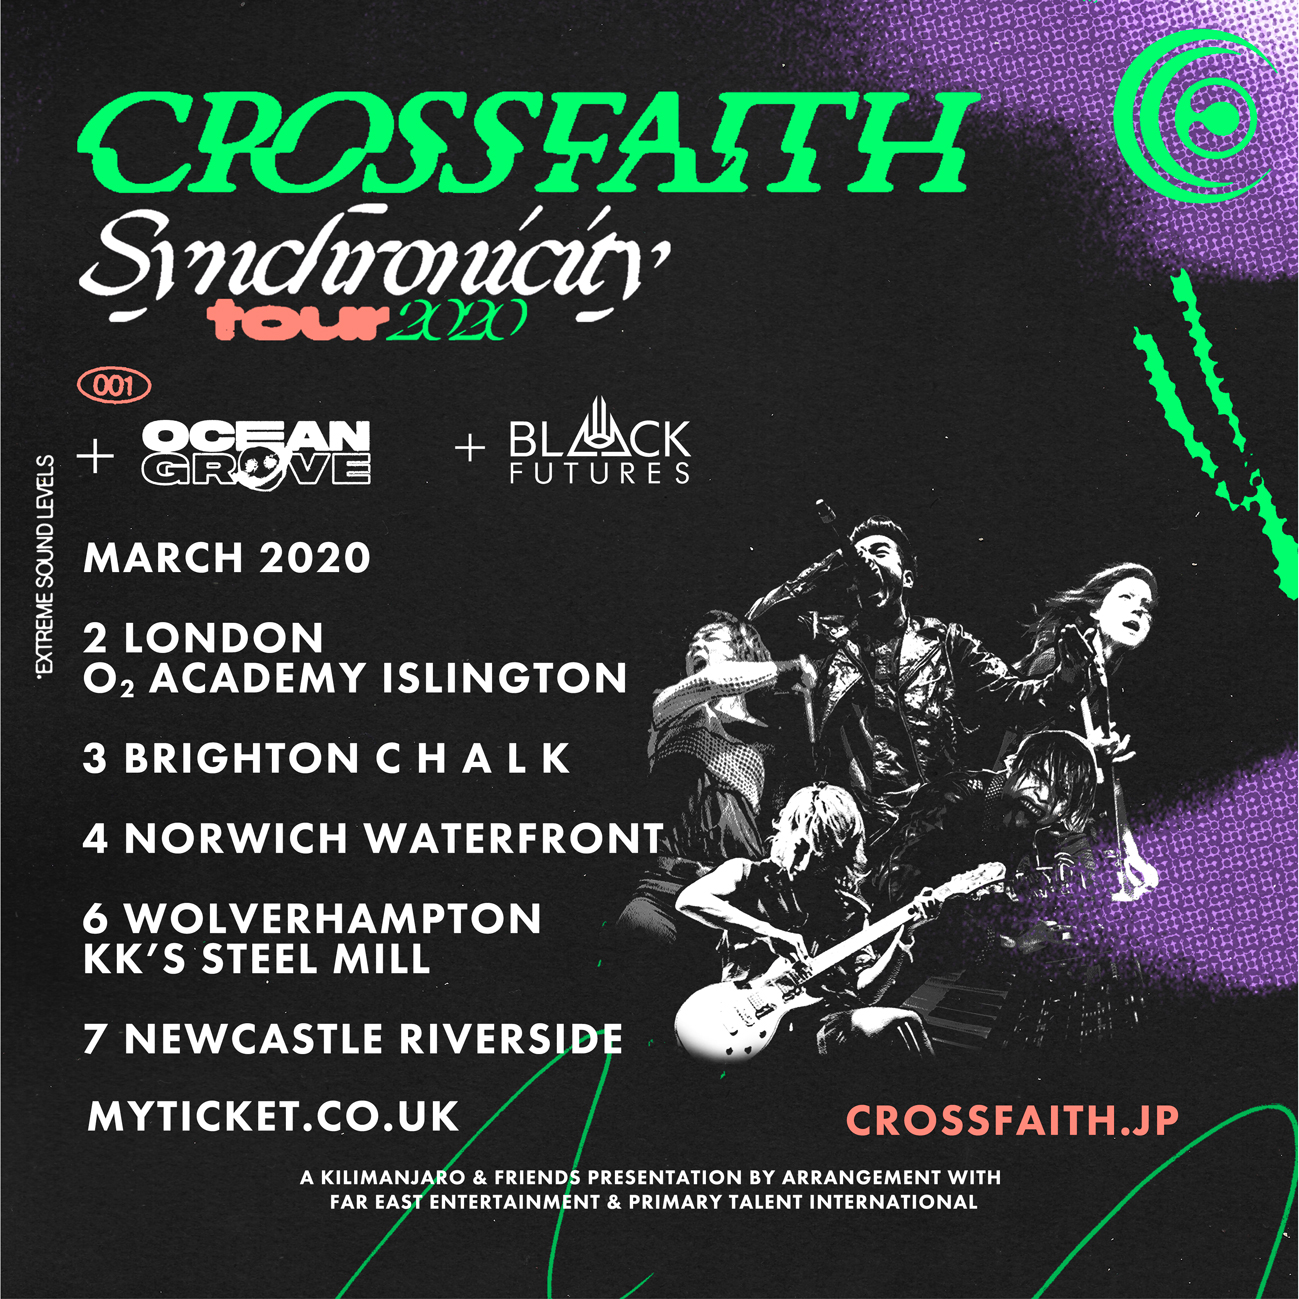 CROSSFAITH
Synchronicity
tour 2020
001
+ OCEAN GROVE
+ BLACK FUTURES
*EXTREME SOUND LEVELS
MARCH 2020
2 LONDON
O₂ ACADEMY ISLINGTON
3 BRIGHTON C H A L K
4 NORWICH WATERFRONT
6 WOLVERHAMPTON
KK'S STEEL MILL
7 NEWCASTLE RIVERSIDE
MYTICKET.CO.UK
CROSSFAITH.JP
A KILIMANJARO & FRIENDS PRESENTATION BY ARRANGEMENT WITH
FAR EAST ENTERTAINMENT & PRIMARY TALENT INTERNATIONAL